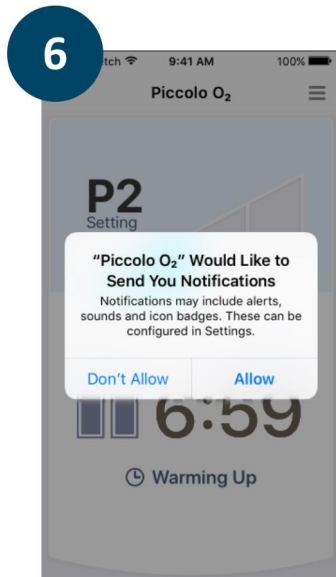 6
tch 9:41 AM 100%
Piccolo O₂
P2
Setting
“Piccolo O₂” Would Like to
Send You Notifications
Notifications may include alerts,
sounds and icon badges. These can be
configured in Settings.
Don’t Allow Allow
6:59
Warming Up